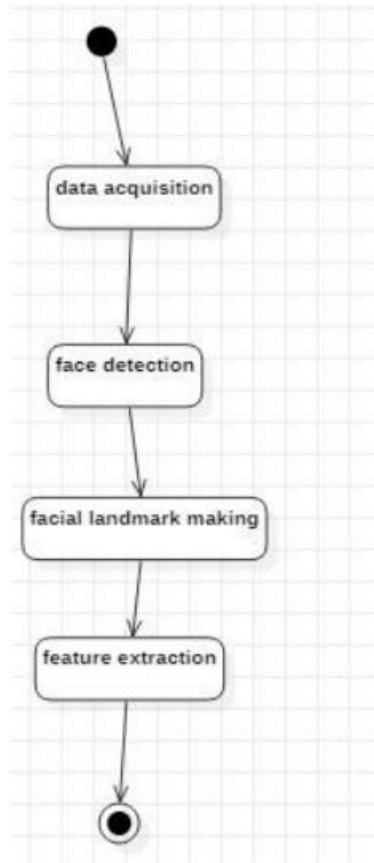 data acquisition
face detection
facial landmark making
feature extraction